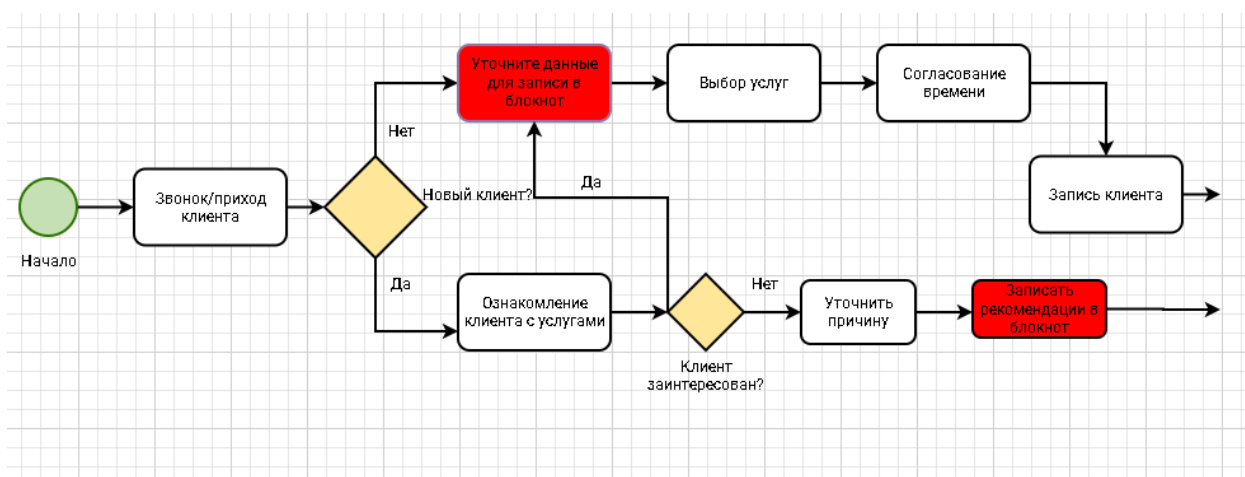 Уточните данные
для записи в
блокнот
Выбор услуг
Согласование
времени
Нет
Звонок/приход
клиента
Новый клиент?
Да
Запись клиента
Начало
Да
Ознакомление
клиента с услугами
Нет
Уточнить
причину
Записать
рекомендации в
блокнот
Клиент
заинтересован?